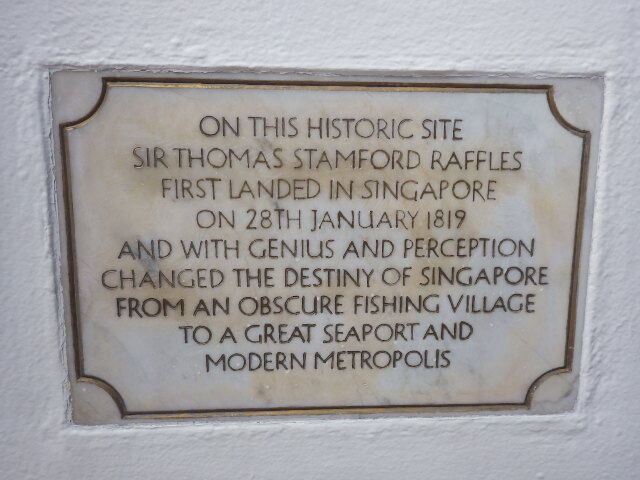 ON THIS HISTORIC SITE
SIR THOMAS STAMFORD RAFFLES
FIRST LANDED IN SINGAPORE
ON 28TH JANUARY 1819
AND WITH GENIUS AND PERCEPTION
CHANGED THE DESTINY OF SINGAPORE
FROM AN OBSCURE FISHING VILLAGE
TO A GREAT SEAPORT AND
MODERN METROPOLIS